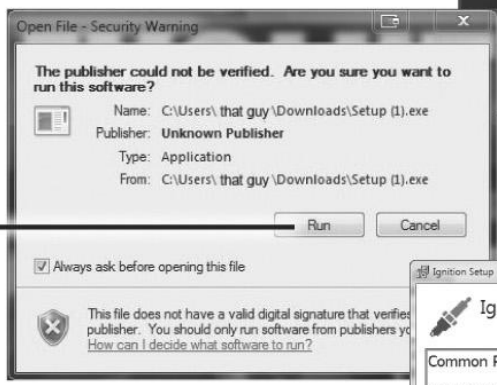 Open File - Security Warning
The publisher could not be verified. Are you sure you want to
run this software?
Name: C:\Users\ that guy \Downloads\Setup (1).exe
Publisher: Unknown Publisher
Type: Application
From: C:\Users\ that guy \Downloads\Setup (1).exe
Run Cancel
Always ask before opening this file
This file does not have a valid digital signature that verifies
publisher. You should only run software from publishers
How can I decide what software to run?
Ignition Setup
Common